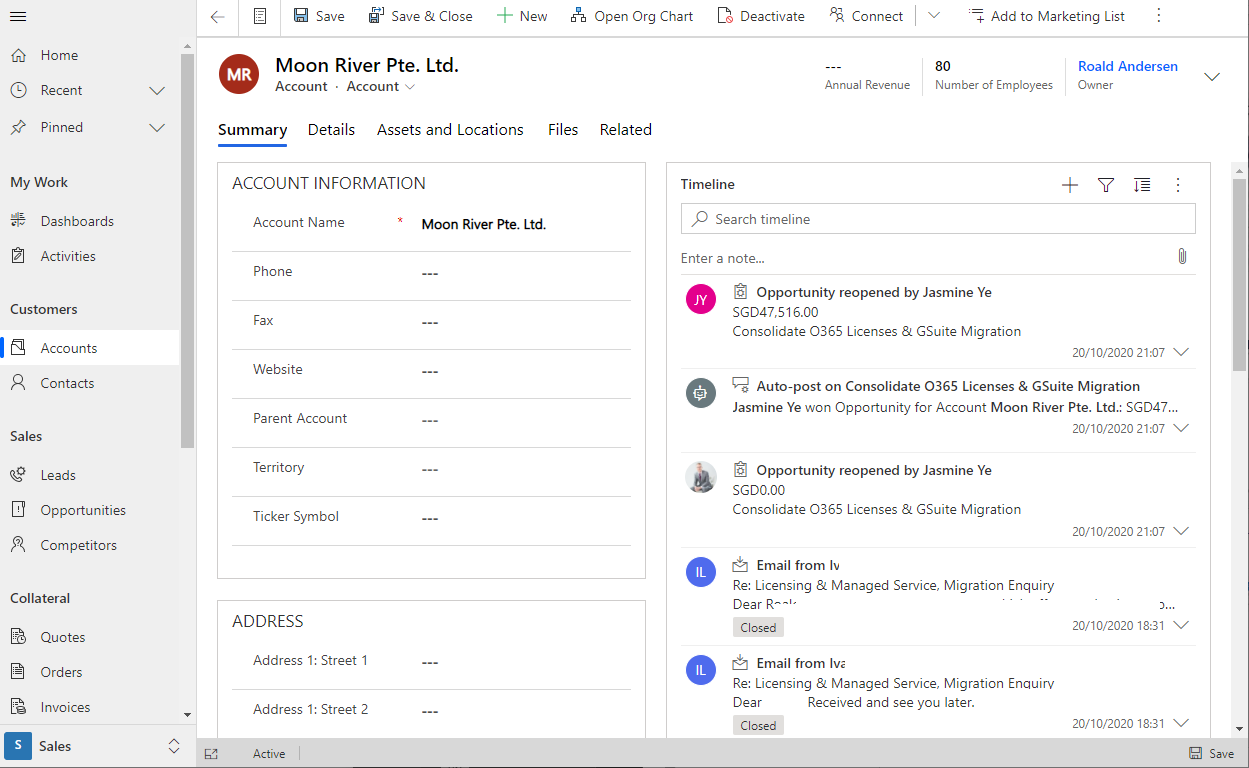 Save
Save & Close
New
Open Org Chart
Deactivate
Connect
Add to Marketing List
Home
Recent
Pinned
My Work
Dashboards
Activities
Customers
Accounts
Contacts
Sales
Leads
Opportunities
Competitors
Collateral
Quotes
Orders
Invoices
S Sales
MR
Moon River Pte. Ltd.
Account · Account
---
Annual Revenue
80
Number of Employees
Roald Andersen
Owner
Summary Details Assets and Locations Files Related
ACCOUNT INFORMATION
Account Name * Moon River Pte. Ltd.
Phone ---
Fax ---
Website ---
Parent Account ---
Territory ---
Ticker Symbol ---
ADDRESS
Address 1: Street 1 ---
Address 1: Street 2 ---
Timeline
Search timeline
Enter a note...
JY
Opportunity reopened by Jasmine Ye
SGD47,516.00
Consolidate O365 Licenses & GSuite Migration
20/10/2020 21:07
Auto-post on Consolidate O365 Licenses & GSuite Migration
Jasmine Ye won Opportunity for Account Moon River Pte. Ltd.: SGD47...
20/10/2020 21:07
Opportunity reopened by Jasmine Ye
SGD0.00
Consolidate O365 Licenses & GSuite Migration
20/10/2020 21:07
IL
Email from Iv
Re: Licensing & Managed Service, Migration Enquiry
Dear
Closed
20/10/2020 18:31
IL
Email from Iva
Re: Licensing & Managed Service, Migration Enquiry
Dear Received and see you later.
Closed
20/10/2020 18:31
Active
Save